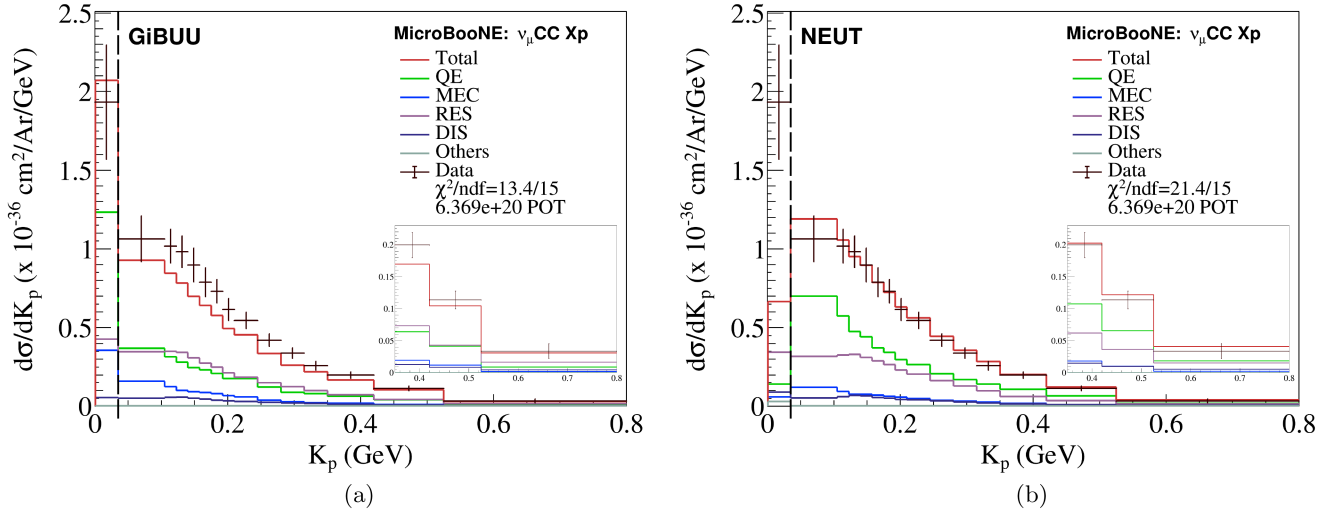 GiBUU
MicroBooNE: νμCC Xp
Total
QE
MEC
RES
DIS
Others
Data
χ²/ndf=13.4/15
6.369e+20 POT
dσ/dKp (x 10⁻³⁶ cm²/Ar/GeV)
2.5
2
1.5
1
0.5
0
0.2
0.15
0.1
0.05
0
0.4 0.5 0.6 0.7 0.8
0 0.2 0.4 0.6 0.8
Kp (GeV)
(a)
NEUT
MicroBooNE: νμCC Xp
Total
QE
MEC
RES
DIS
Others
Data
χ²/ndf=21.4/15
6.369e+20 POT
dσ/dKp (x 10⁻³⁶ cm²/Ar/GeV)
2.5
2
1.5
1
0.5
0
0.2
0.15
0.1
0.05
0
0.4 0.5 0.6 0.7 0.8
0 0.2 0.4 0.6 0.8
Kp (GeV)
(b)